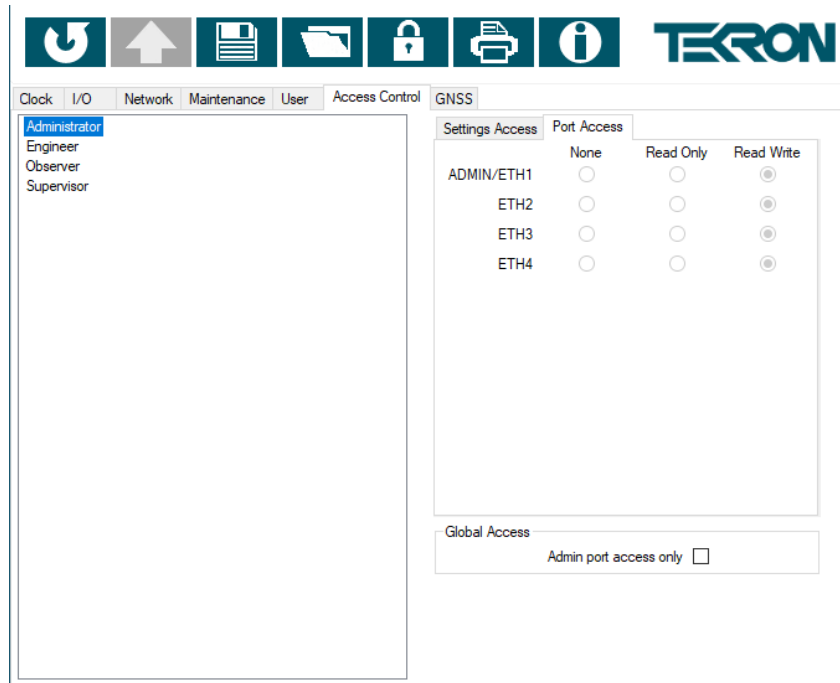 TEKRON
Clock I/O Network Maintenance User Access Control GNSS
Administrator
Engineer
Observer
Supervisor
Settings Access Port Access
None Read Only Read Write
ADMIN/ETH1
ETH2
ETH3
ETH4
Global Access
Admin port access only